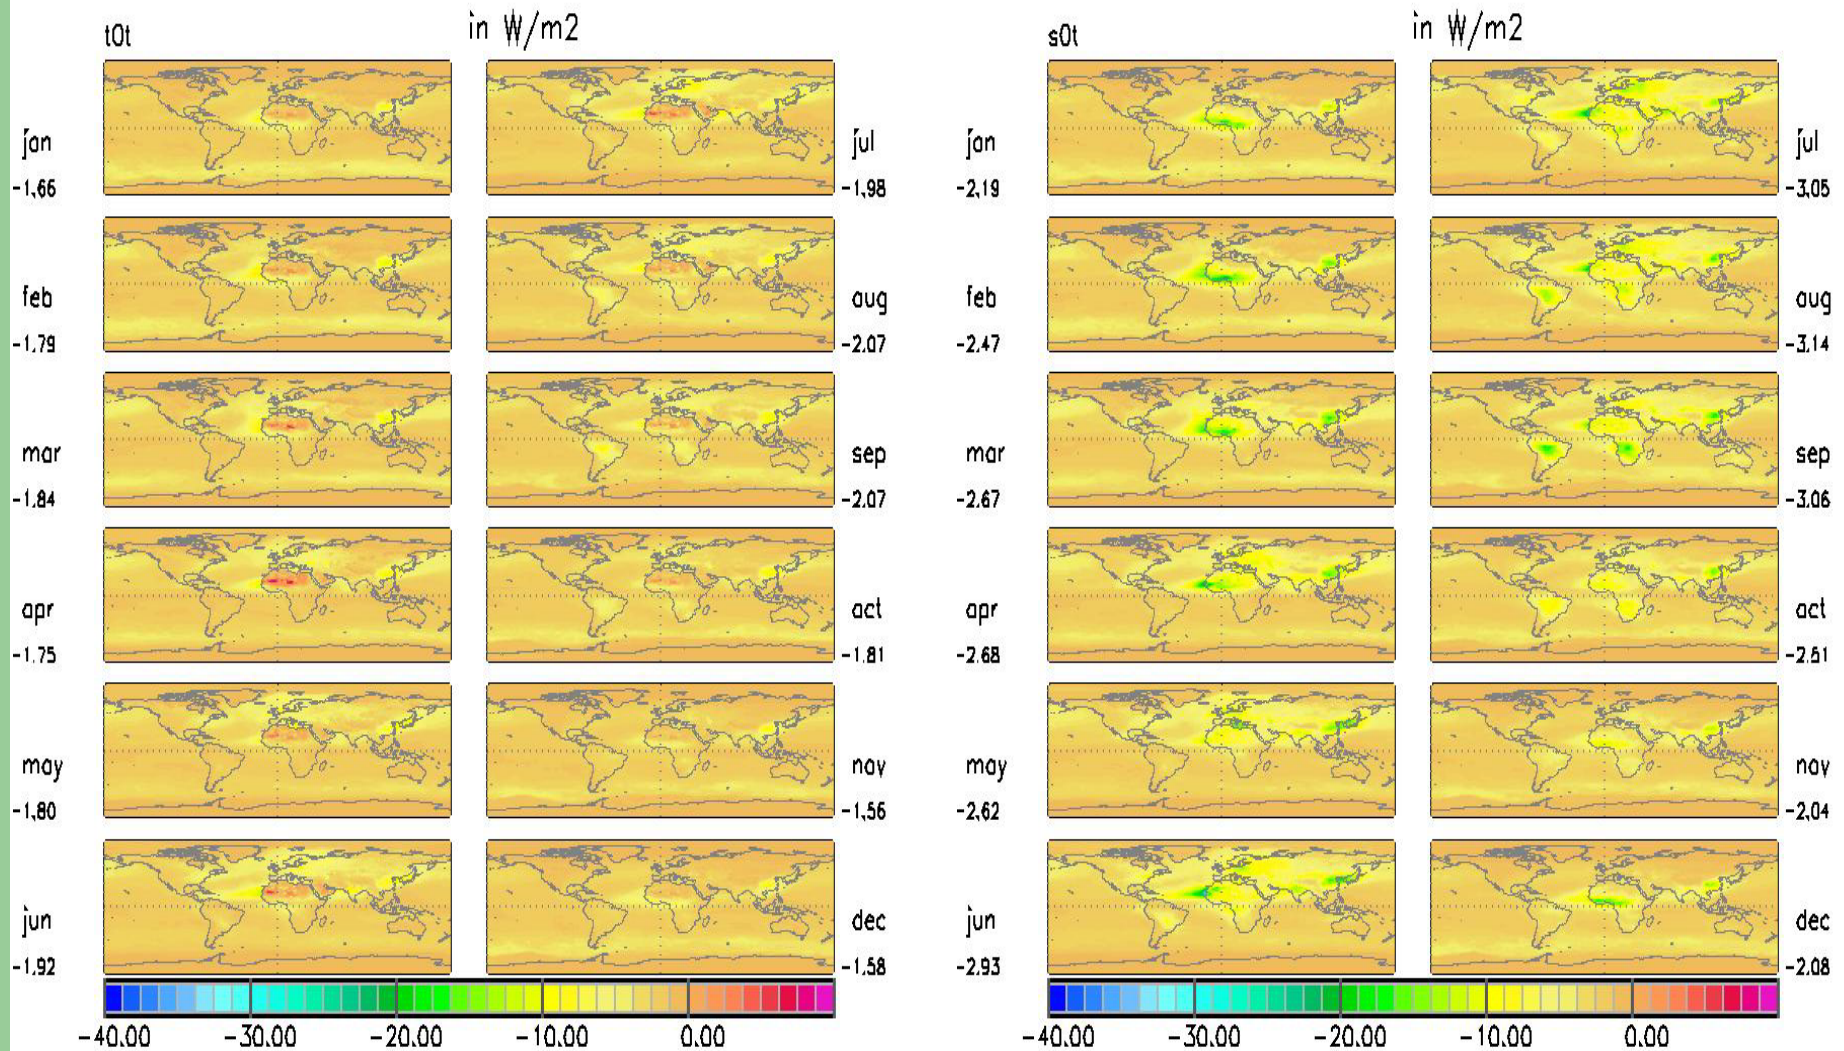 t0t in W/m2
jan
-1.66
jul
-1.98
feb
-1.79
aug
-2.07
mar
-1.84
sep
-2.07
apr
-1.75
oct
-1.81
may
-1.80
nov
-1.56
jun
-1.92
dec
-1.58
-40.00 -30.00 -20.00 -10.00 0.00
s0t in W/m2
jan
-2.19
jul
-3.05
feb
-2.47
aug
-3.14
mar
-2.67
sep
-3.06
apr
-2.68
oct
-2.51
may
-2.62
nov
-2.04
jun
-2.93
dec
-2.08
-40.00 -30.00 -20.00 -10.00 0.00